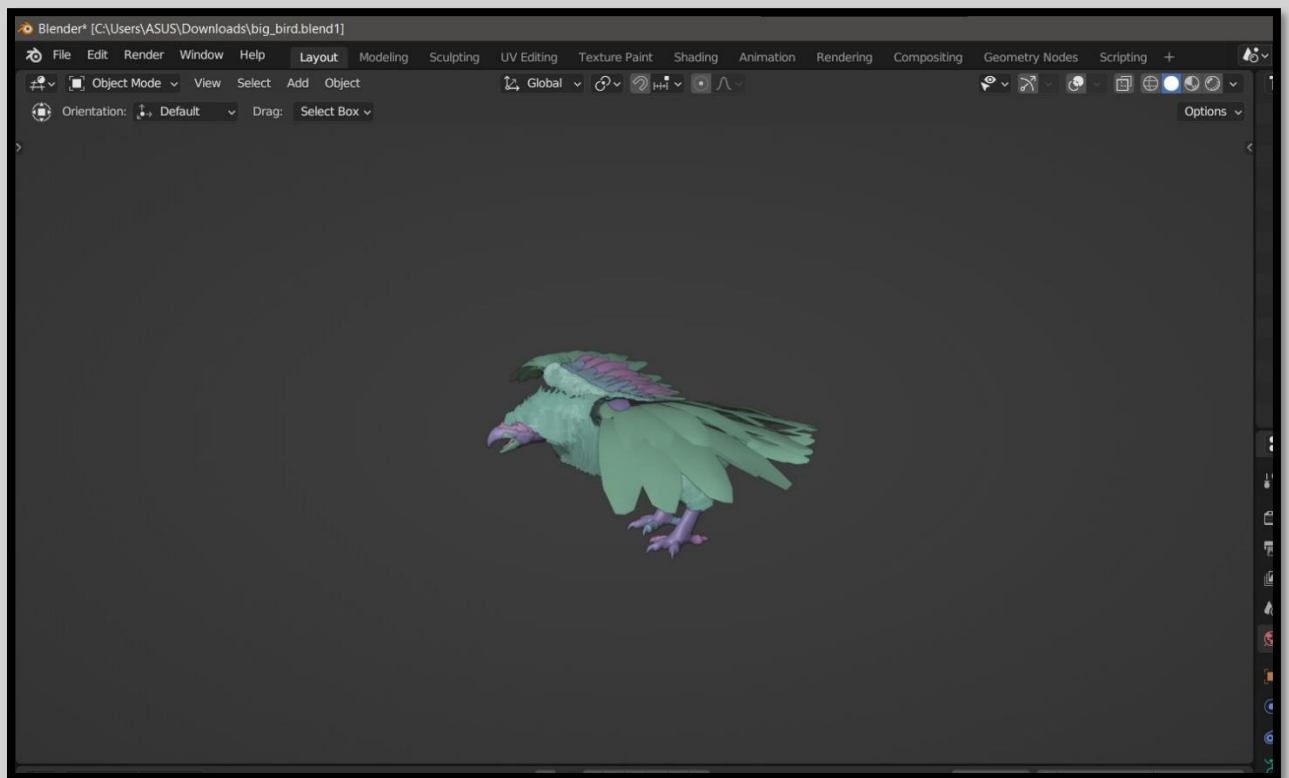 Blender* [C:\Users\ASUS\Downloads\big_bird.blend1]
File Edit Render Window Help Layout Modeling Sculpting UV Editing Texture Paint Shading Animation Rendering Compositing Geometry Nodes Scripting +
Object Mode View Select Add Object Global
Orientation: Default Drag: Select Box Options